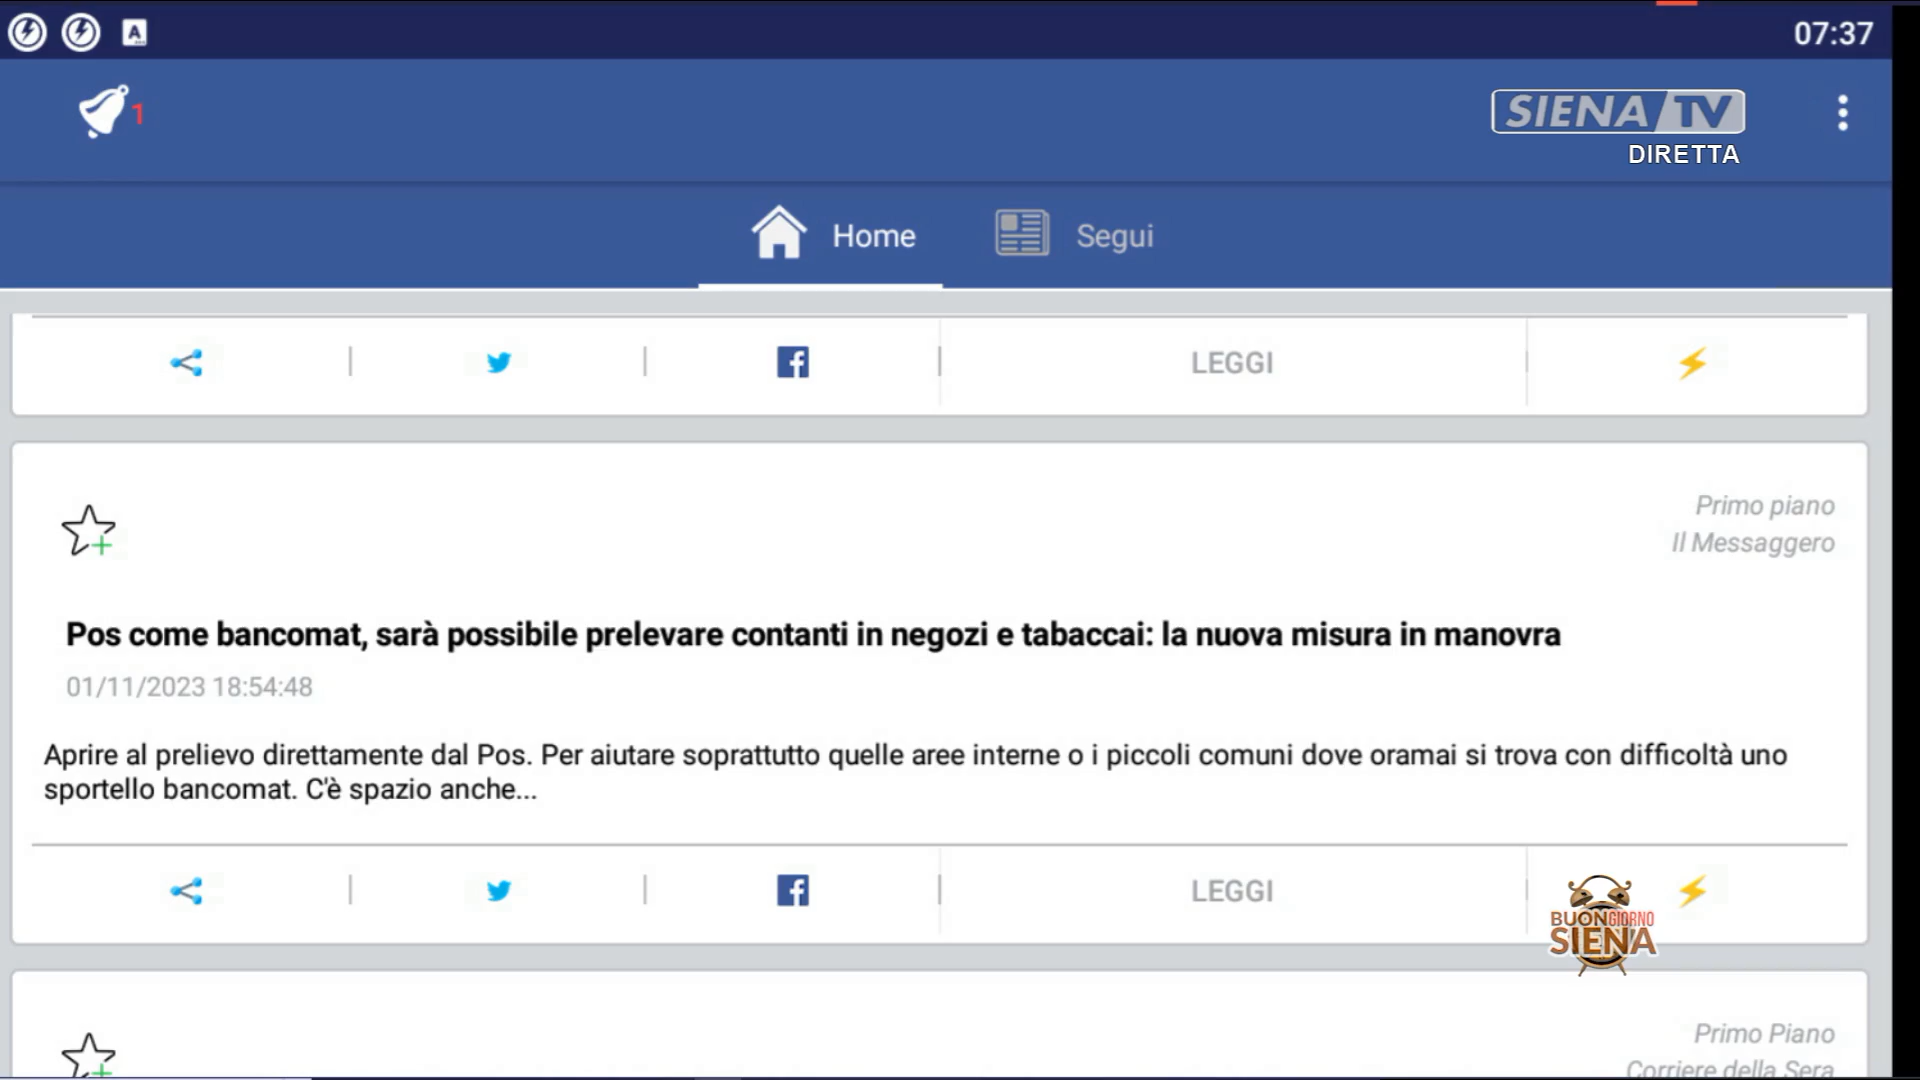 A
07:37
1
SIENA TV
DIRETTA
Home
Segui
LEGGI
Primo piano
Il Messaggero
Pos come bancomat, sarà possibile prelevare contanti in negozi e tabaccai: la nuova misura in manovra
01/11/2023 18:54:48
Aprire al prelievo direttamente dal Pos. Per aiutare soprattutto quelle aree interne o i piccoli comuni dove oramai si trova con difficoltà uno
sportello bancomat. C'è spazio anche...
LEGGI
BUONGIORNO
SIENA
Primo Piano
Corriere della Sera